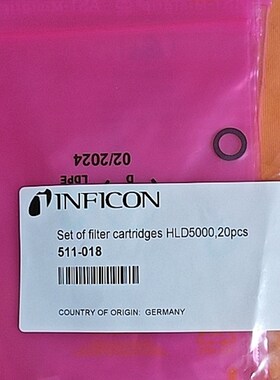 02/2024
LDPE
D
INFICON
Set of filter cartridges HLD5000,20pcs
511-018
COUNTRY OF ORIGIN: GERMANY